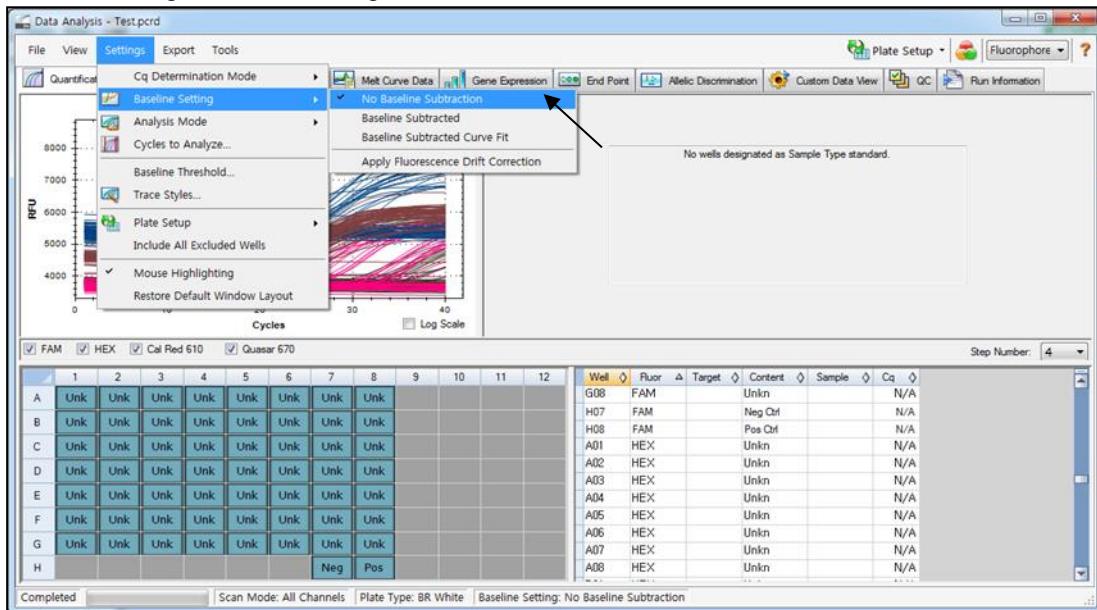 Data Analysis - Test.pcrd
File View Settings Export Tools Plate Setup Fluorophore ?
Quantificat Melt Curve Data Gene Expression End Point Allelic Discrimination Custom Data View QC Run Information
Cq Determination Mode
Baseline Setting
Analysis Mode
Cycles to Analyze...
Baseline Threshold...
Trace Styles...
Plate Setup
Include All Excluded Wells
Mouse Highlighting
Restore Default Window Layout
No Baseline Subtraction
Baseline Subtracted
Baseline Subtracted Curve Fit
Apply Fluorescence Drift Correction
No wells designated as Sample Type standard.
8000
7000
RFU
6000
5000
4000
0 30 40
Cycles
Log Scale
FAM HEX Cal Red 610 Quasar 670 Step Number: 4
1 2 3 4 5 6 7 8 9 10 11 12
A Unk Unk Unk Unk Unk Unk Unk Unk
B Unk Unk Unk Unk Unk Unk Unk Unk
C Unk Unk Unk Unk Unk Unk Unk Unk
D Unk Unk Unk Unk Unk Unk Unk Unk
E Unk Unk Unk Unk Unk Unk Unk Unk
F Unk Unk Unk Unk Unk Unk Unk Unk
G Unk Unk Unk Unk Unk Unk Unk Unk
H Neg Pos
Well Fluor Target Content Sample Cq
G08 FAM Unkn N/A
H07 FAM Neg Ctrl N/A
H08 FAM Pos Ctrl N/A
A01 HEX Unkn N/A
A02 HEX Unkn N/A
A03 HEX Unkn N/A
A04 HEX Unkn N/A
A05 HEX Unkn N/A
A06 HEX Unkn N/A
A07 HEX Unkn N/A
A08 HEX Unkn N/A
Completed Scan Mode: All Channels Plate Type: BR White Baseline Setting: No Baseline Subtraction